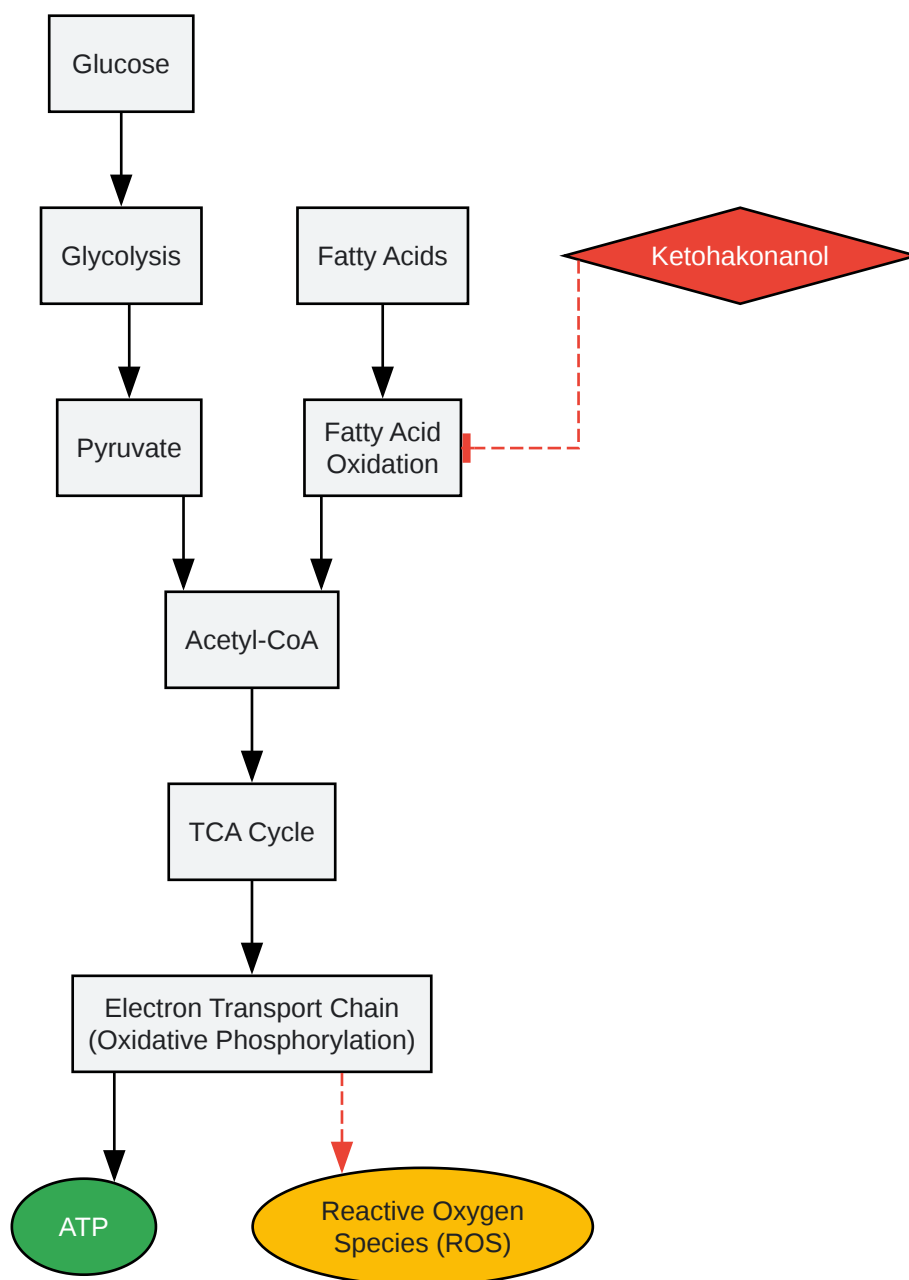 Glucose
Glycolysis
Fatty Acids
Ketohakonanol
Pyruvate
Fatty Acid
Oxidation
Acetyl-CoA
TCA Cycle
Electron Transport Chain
(Oxidative Phosphorylation)
ATP
Reactive Oxygen
Species (ROS)